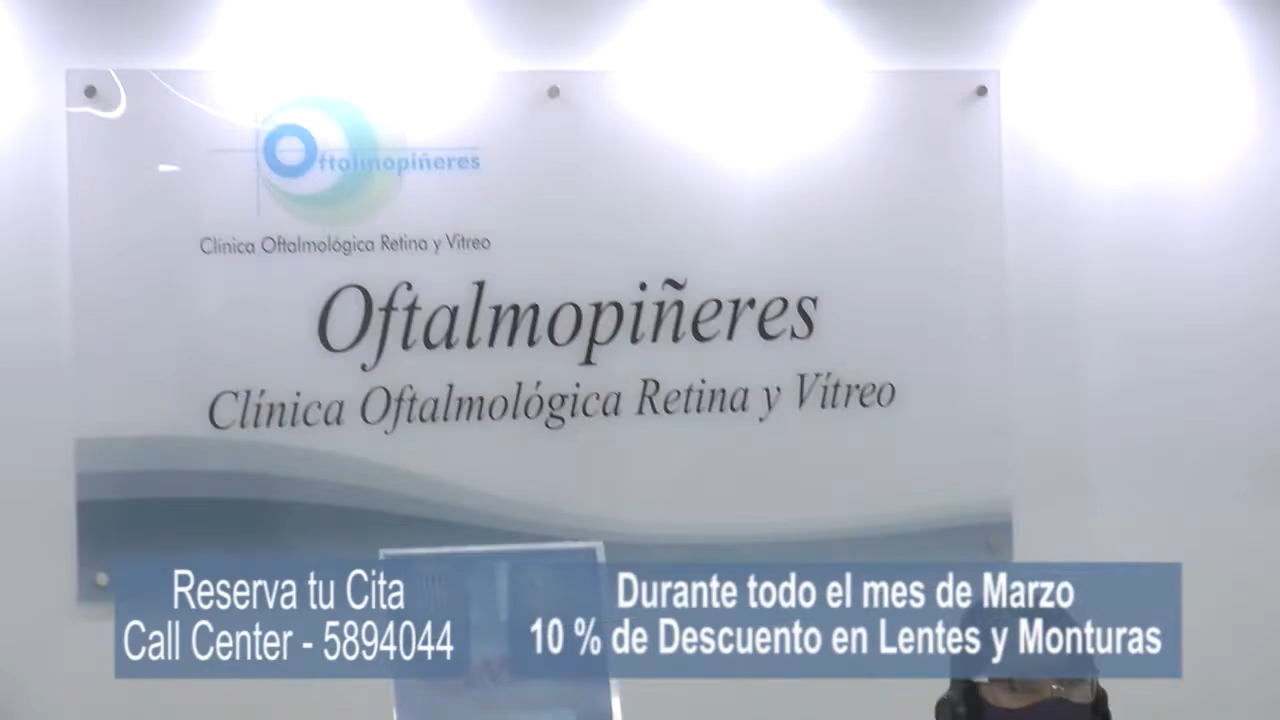 Oftalmopiñeres
Clínica Oftalmológica Retina y Vítreo
Oftalmopiñeres
Clínica Oftalmológica Retina y Vítreo
Reserva tu Cita
Call Center - 5894044
Durante todo el mes de Marzo
10 % de Descuento en Lentes y Monturas